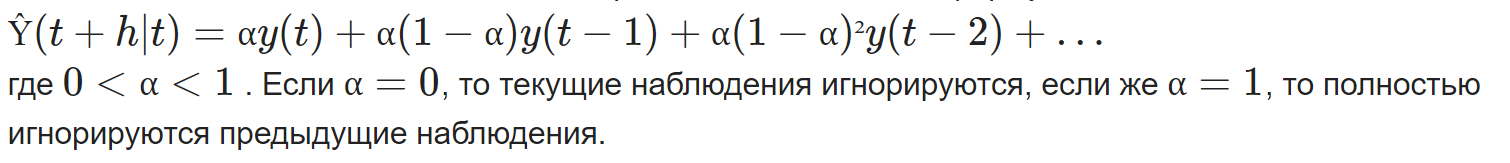 Ŷ(t + h|t) = αy(t) + α(1 − α)y(t − 1) + α(1 − α)²y(t − 2) + …
где 0 < α < 1 . Если α = 0, то текущие наблюдения игнорируются, если же α = 1, то полностью
игнорируются предыдущие наблюдения.